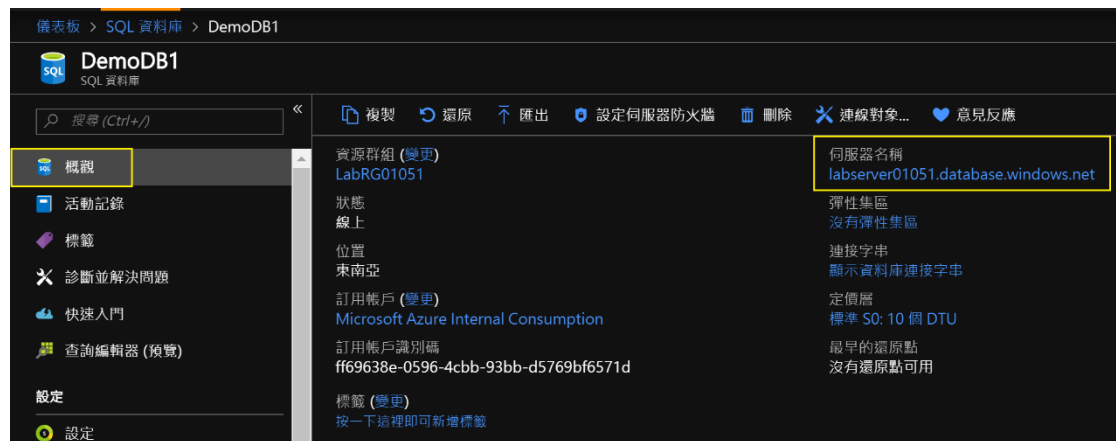 儀表板 > SQL 資料庫 > DemoDB1
SQL
DemoDB1
SQL 資料庫
搜尋 (Ctrl+/)
«
概觀
活動記錄
標籤
診斷並解決問題
快速入門
查詢編輯器 (預覽)
設定
設定
複製 還原 匯出 設定伺服器防火牆 刪除 連線對象... 意見反應
資源群組 (變更)
LabRG01051
狀態
線上
位置
東南亞
訂用帳戶 (變更)
Microsoft Azure Internal Consumption
訂用帳戶識別碼
ff69638e-0596-4cbb-93bb-d5769bf6571d
標籤 (變更)
按一下這裡即可新增標籤
伺服器名稱
labserver01051.database.windows.net
彈性集區
沒有彈性集區
連接字串
顯示資料庫連接字串
定價層
標準 S0: 10 個 DTU
最早的還原點
沒有還原點可用